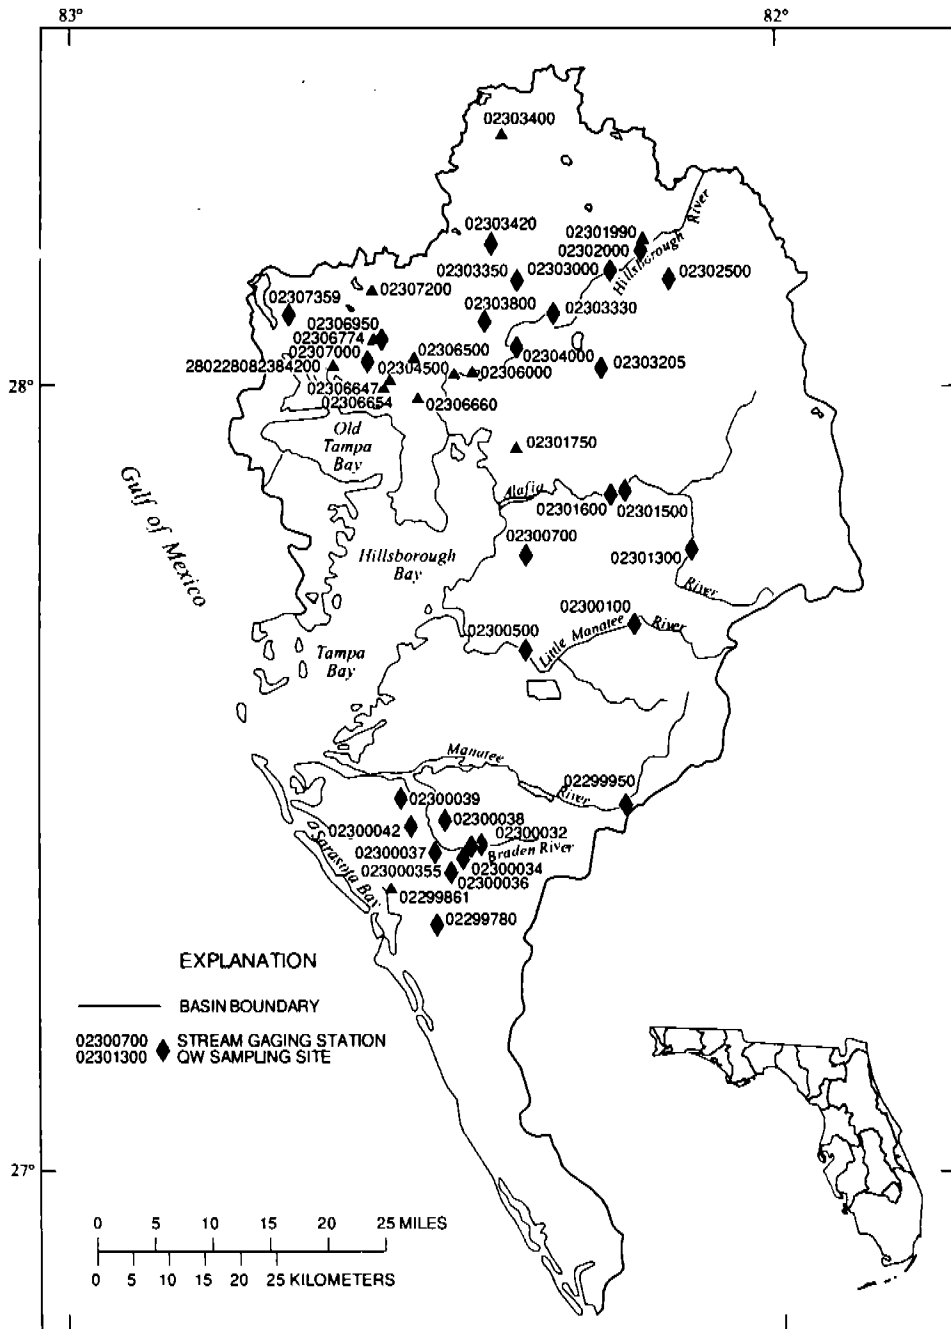 83°
82°
02303400
02303420
02301990
02302000
Hillsborough River
02303350
02303000
02302500
02307200
02307359
02303800
02303330
02306950
02306774
02307000
02306500
02304000
02303205
280228082384200
02304500
02306000
28°
02306647
02306654
02306660
Old
Tampa
Bay
02301750
Gulf of Mexico
Alafia
02301600
02301500
02300700
Hillsborough
Bay
02301300
River
02300100
02300500
Little Manatee
River
Tampa
Bay
Manatee
02299950
River
02300039
02300038
02300042
02300032
Braden River
02300037
02300034
023000355
02300036
Sarasota Bay
02299861
02299780
EXPLANATION
BASIN BOUNDARY
02300700
02301300
STREAM GAGING STATION
QW SAMPLING SITE
27°
0 5 10 15 20 25 MILES
0 5 10 15 20 25 KILOMETERS